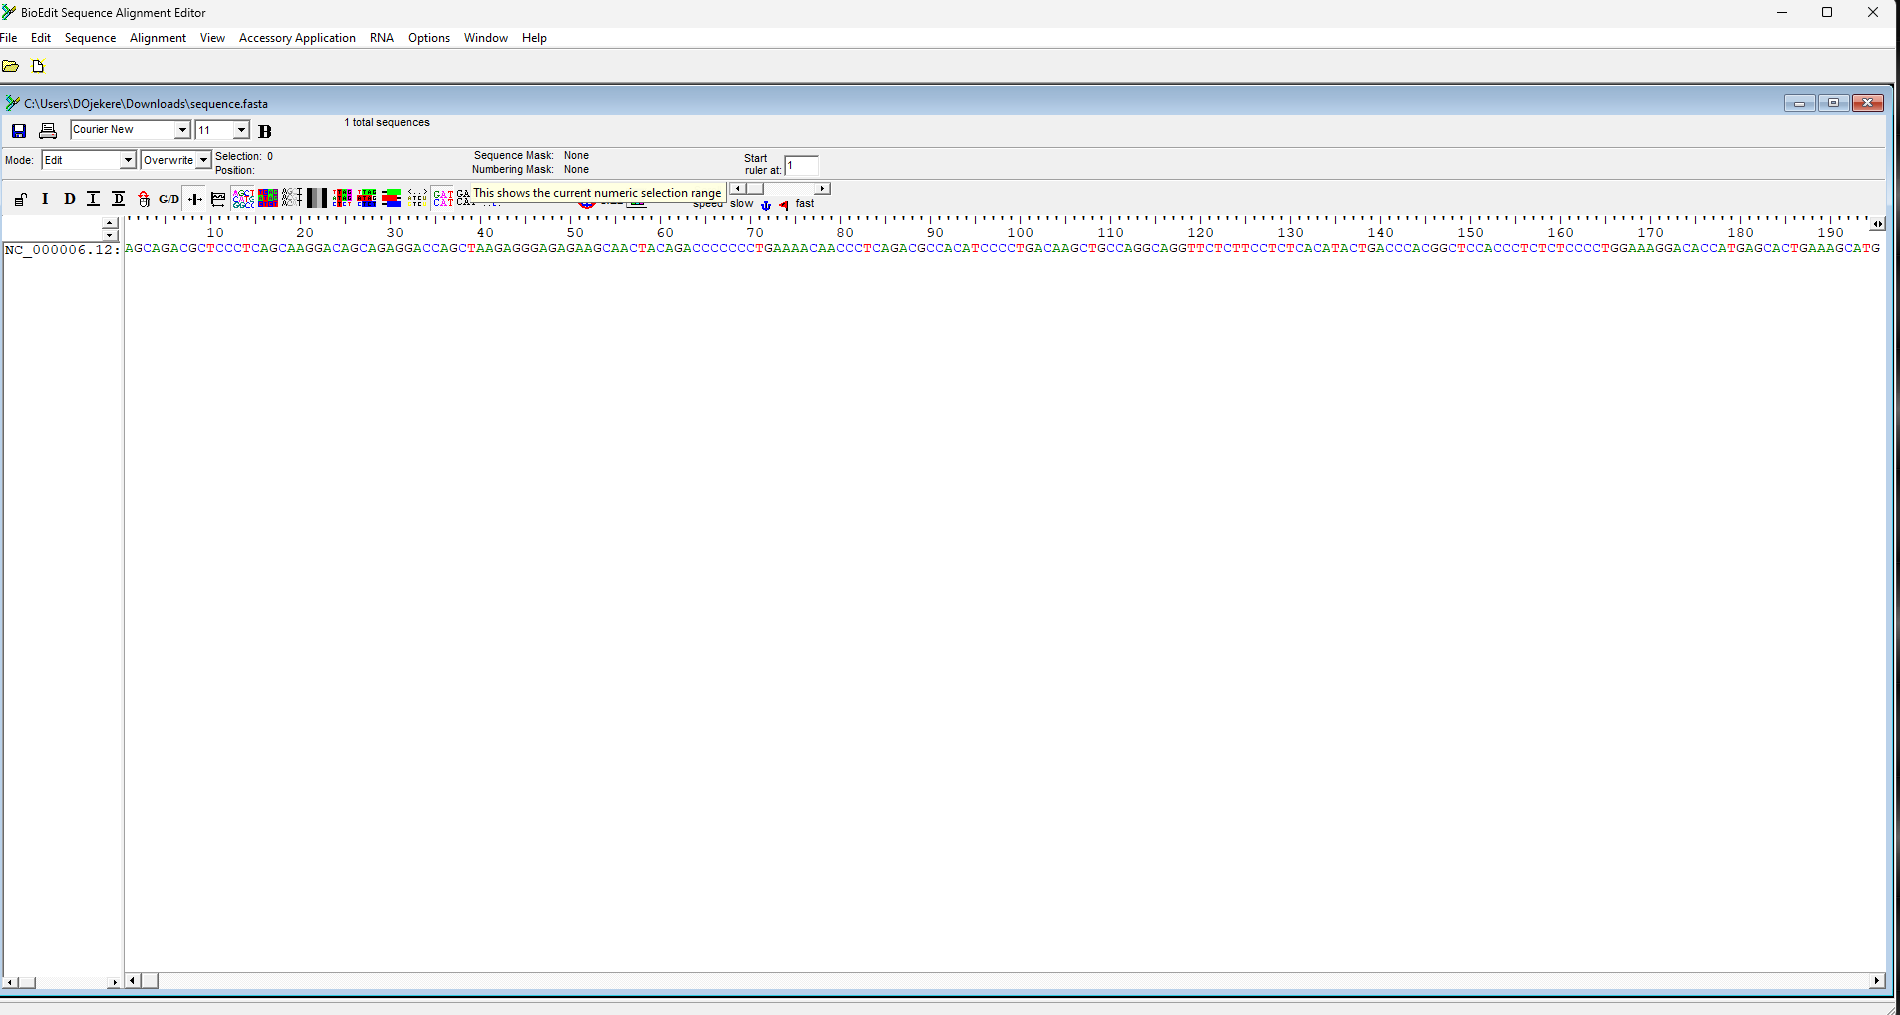 BioEdit Sequence Alignment Editor
File Edit Sequence Alignment View Accessory Application RNA Options Window Help
C:\Users\DOjekere\Downloads\sequence.fasta
Courier New 11 B 1 total sequences
Mode: Edit Overwrite Selection: 0
Position:
Sequence Mask: None
Numbering Mask: None
Start
ruler at: 1
I D I D G/D
This shows the current numeric selection range
speed slow fast
10 20 30 40 50 60 70 80 90 100 110 120 130 140 150 160 170 180 190
NC_000006.12: AGCAGACGCTCCCTCAGCAAGGACAGCAGAGGACCAGCTAAGAGGGAGAGAAGCAACTACAGACCCCCCCTGAAAACAACCCTCAGACGCCACATCCCCTGACAAGCTGCCAGGCAGGTTCTCTTCCTCTCACATACTGACCCACGGCTCCACCCTCTCTCCCCTGGAAAGGACACCATGAGCACTGAAAGCATG